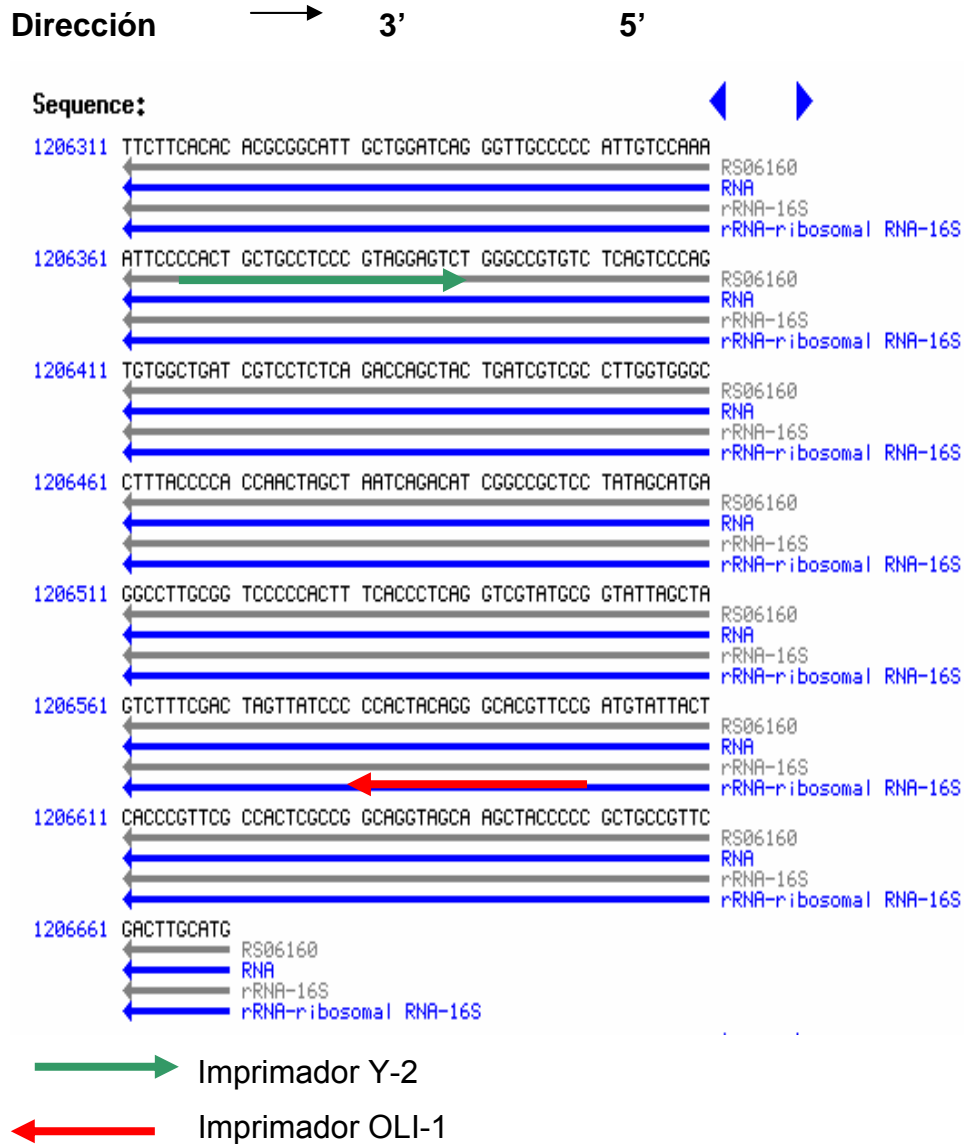 Dirección 3’ 5’
Sequence:
1206311 TTCTTCACAC ACGCGGCATT GCTGGATCAG GGTTGCCCCC ATTGTCCAAA
RS06160
RNA
rRNA-16S
rRNA-ribosomal RNA-16S
1206361 ATTCCCCACT GCTGCCTCCC GTAGGAGTCT GGGCCGTGTC TCAGTCCCAG
RS06160
RNA
rRNA-16S
rRNA-ribosomal RNA-16S
1206411 TGTGGCTGAT CGTCCTCTCA GACCAGCTAC TGATCGTCGC CTTGGTGGGC
RS06160
RNA
rRNA-16S
rRNA-ribosomal RNA-16S
1206461 CTTTACCCCA CCAACTAGCT AATCAGACAT CGGCCGCTCC TATAGCATGA
RS06160
RNA
rRNA-16S
rRNA-ribosomal RNA-16S
1206511 GGCCTTGCGG TCCCCCACTT TCACCCTCAG GTCGTATGCG GTATTAGCTA
RS06160
RNA
rRNA-16S
rRNA-ribosomal RNA-16S
1206561 GTCTTTCGAC TAGTTATCCC CCACTACAGG GCACGTTCCG ATGTATTACT
RS06160
RNA
rRNA-16S
rRNA-ribosomal RNA-16S
1206611 CACCCGTTCG CCACTCGCCG GCAGGTAGCA AGCTACCCCC GCTGCCGTTC
RS06160
RNA
rRNA-16S
rRNA-ribosomal RNA-16S
1206661 GACTTGCATG
RS06160
RNA
rRNA-16S
rRNA-ribosomal RNA-16S
Imprimador Y-2
Imprimador OLI-1